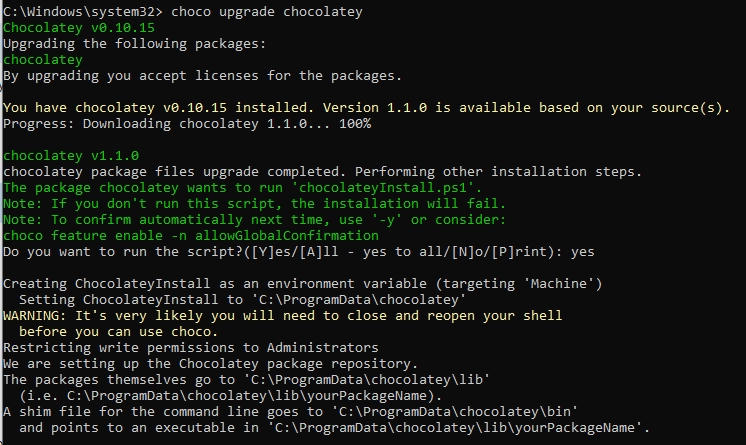 C:\Windows\system32> choco upgrade chocolatey
Chocolatey v0.10.15
Upgrading the following packages:
chocolatey
By upgrading you accept licenses for the packages.

You have chocolatey v0.10.15 installed. Version 1.1.0 is available based on your source(s).
Progress: Downloading chocolatey 1.1.0... 100%

chocolatey v1.1.0
chocolatey package files upgrade completed. Performing other installation steps.
The package chocolatey wants to run 'chocolateyInstall.ps1'.
Note: If you don't run this script, the installation will fail.
Note: To confirm automatically next time, use '-y' or consider:
choco feature enable -n allowGlobalConfirmation
Do you want to run the script?([Y]es/[A]ll - yes to all/[N]o/[P]rint): yes

Creating ChocolateyInstall as an environment variable (targeting 'Machine')
  Setting ChocolateyInstall to 'C:\ProgramData\chocolatey'
WARNING: It's very likely you will need to close and reopen your shell
  before you can use choco.
Restricting write permissions to Administrators
We are setting up the Chocolatey package repository.
The packages themselves go to 'C:\ProgramData\chocolatey\lib'
  (i.e. C:\ProgramData\chocolatey\lib\yourPackageName).
A shim file for the command line goes to 'C:\ProgramData\chocolatey\bin'
  and points to an executable in 'C:\ProgramData\chocolatey\lib\yourPackageName'.